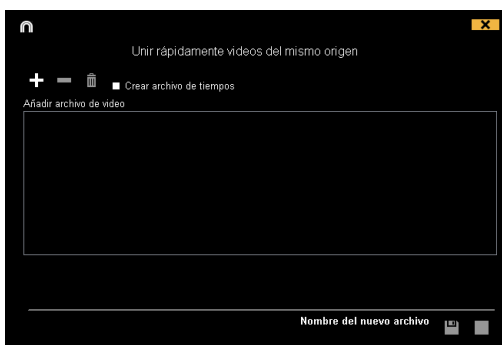 Unir rápidamente videos del mismo origen
Crear archivo de tiempos
Añadir archivo de video
Nombre del nuevo archivo